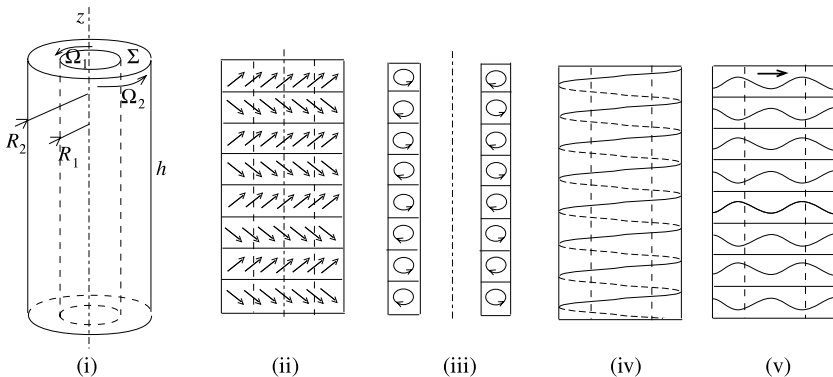 z
Ω₁ Σ
Ω₂
R₂
R₁
h
(i) (ii) (iii) (iv) (v)